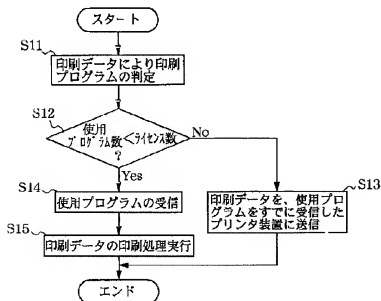 スタート
S11
印刷データにより印刷
プログラムの判定
S12
使用
プログラム数<ライセンス数
?
No
Yes
S14
使用プログラムの受信
S13
印刷データを、使用プロ
グラムをすでに受信した
プリンタ装置に送信
S15
印刷データの印刷処理実行
エンド